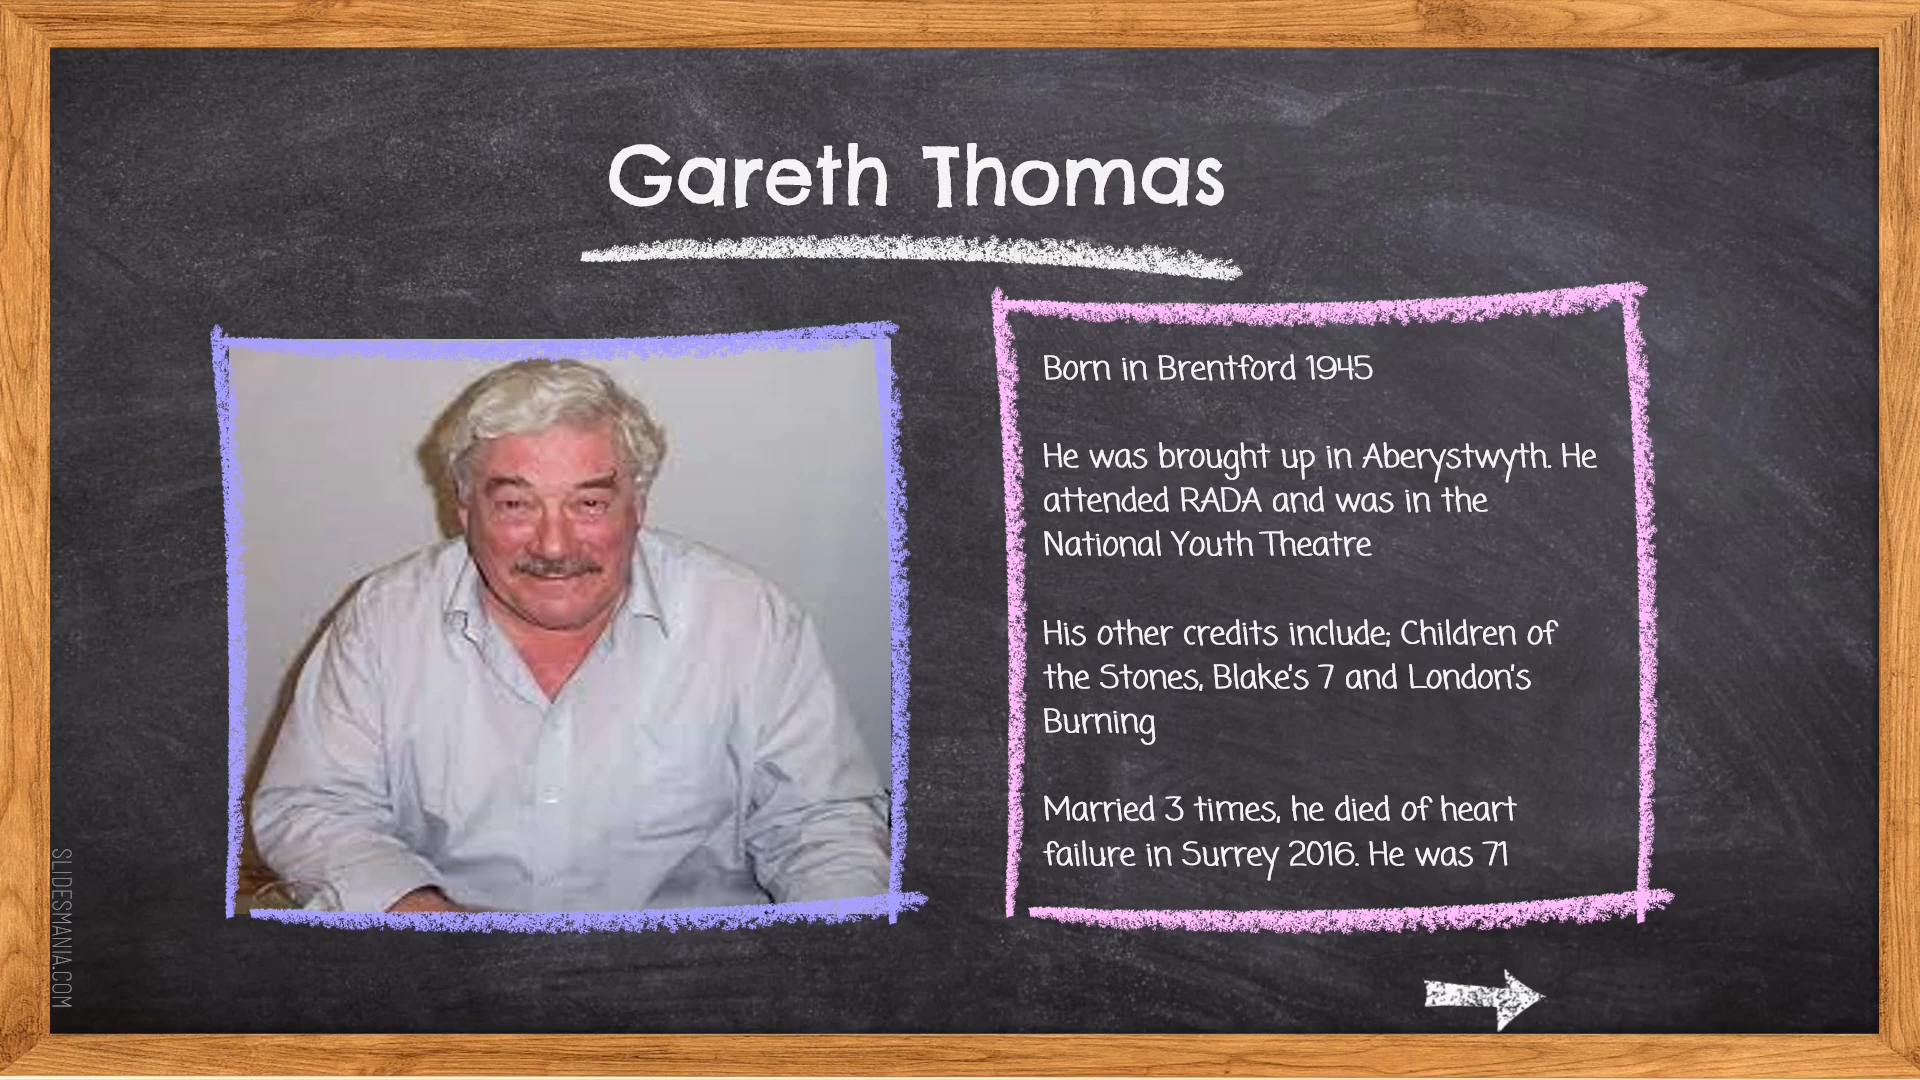 Gareth Thomas
Born in Brentford 1945
He was brought up in Aberystwyth. He
attended RADA and was in the
National Youth Theatre
His other credits include; Children of
the Stones, Blake's 7 and London's
Burning
Married 3 times, he died of heart
failure in Surrey 2016. He was 71
SLIDESMANIA.COM